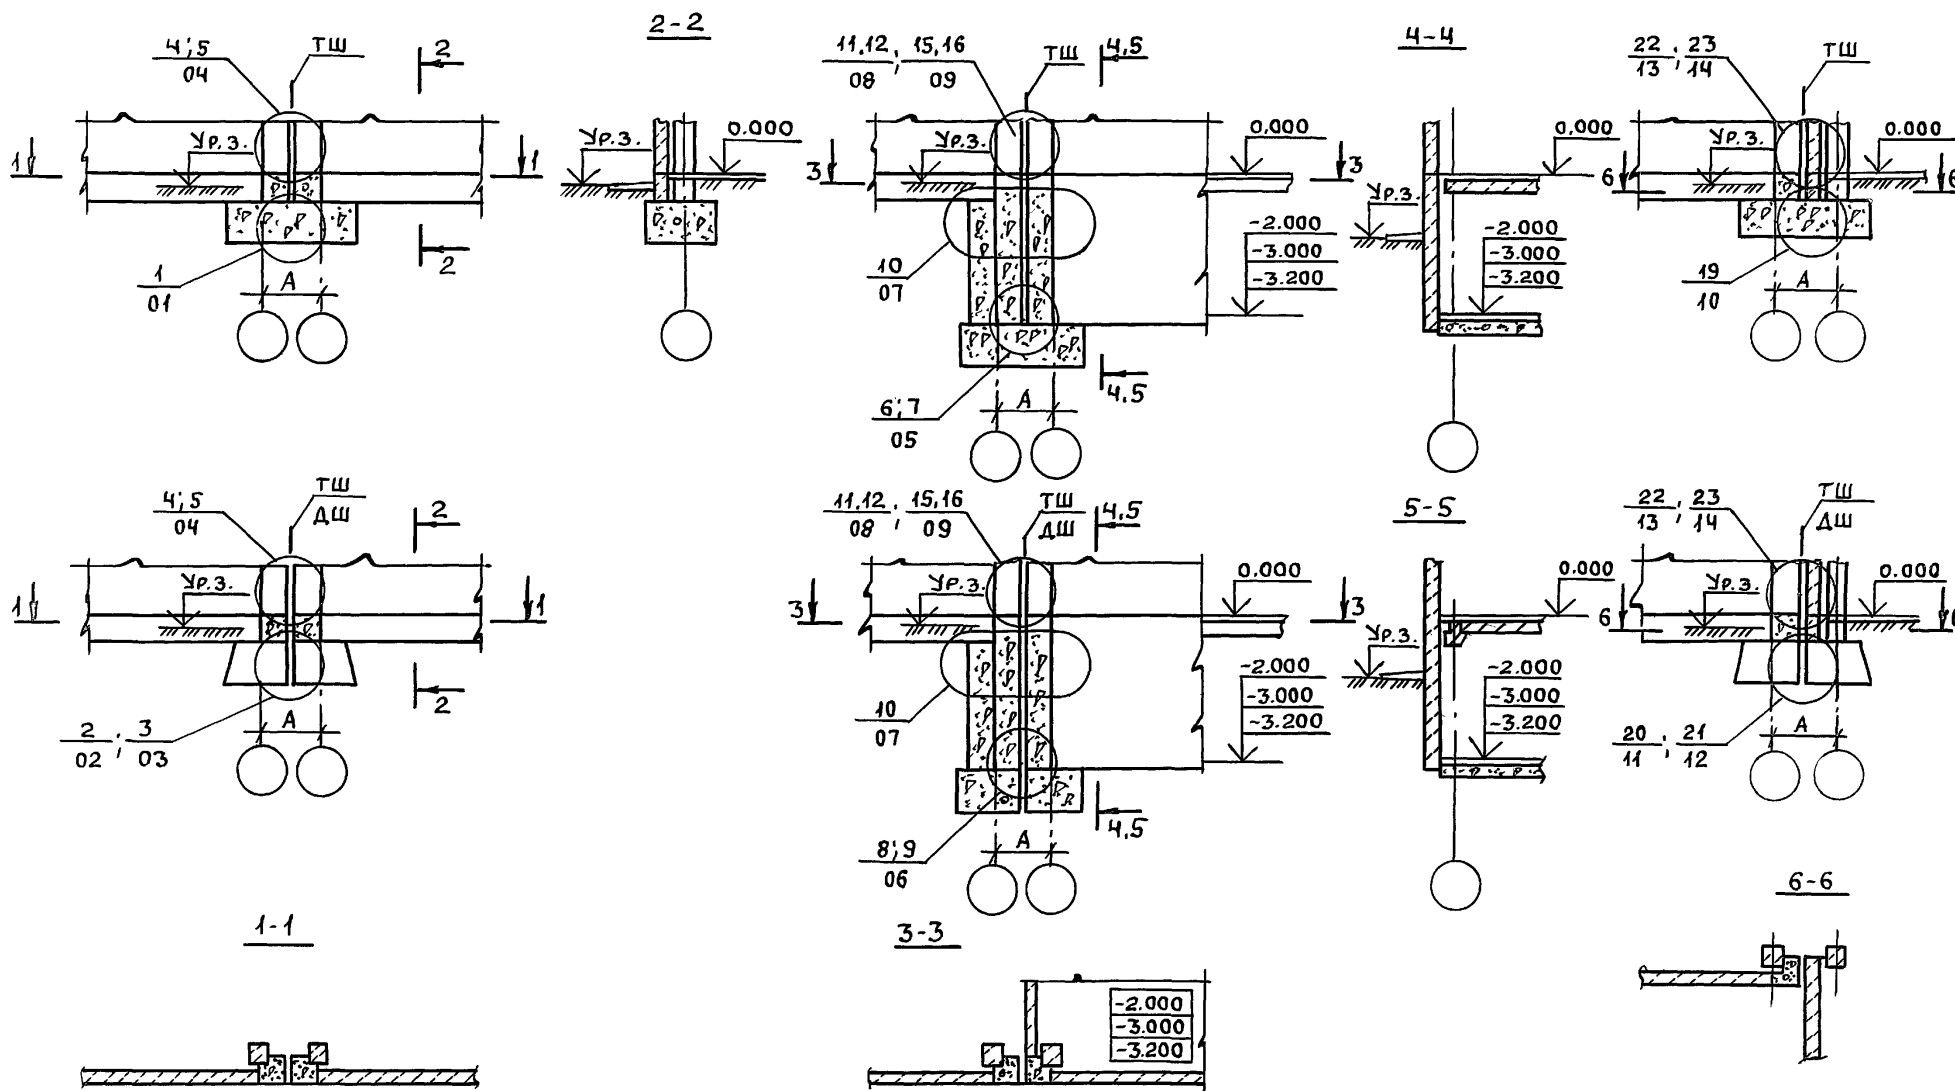 2-2
4-4
4;5
04
ТШ
2
2
Ур.з.
1
1
1
01
А
Ур.з.
0.000
11,12 ; 15,16
08 09
ТШ
4,5
Ур.з.
0.000
3
3
10
07
-2.000
-3.000
-3.200
6;7
05
А
4,5
0.000
Ур.з.
-2.000
-3.000
-3.200
22 ; 23
13 14
ТШ
Ур.з.
0.000
6
6
19
10
А
4;5
04
ТШ
ДШ
2
2
Ур.з.
1
1
2 ; 3
02 03
А
11,12 ; 15,16
08 09
ТШ
ДШ
4,5
Ур.з.
0.000
3
3
10
07
-2.000
-3.000
-3.200
8;9
06
А
4,5
5-5
0.000
Ур.з.
-2.000
-3.000
-3.200
22 ; 23
13 14
ТШ
ДШ
Ур.з.
0.000
6
6
20 ; 21
11 12
А
1-1
3-3
-2.000
-3.000
-3.200
6-6